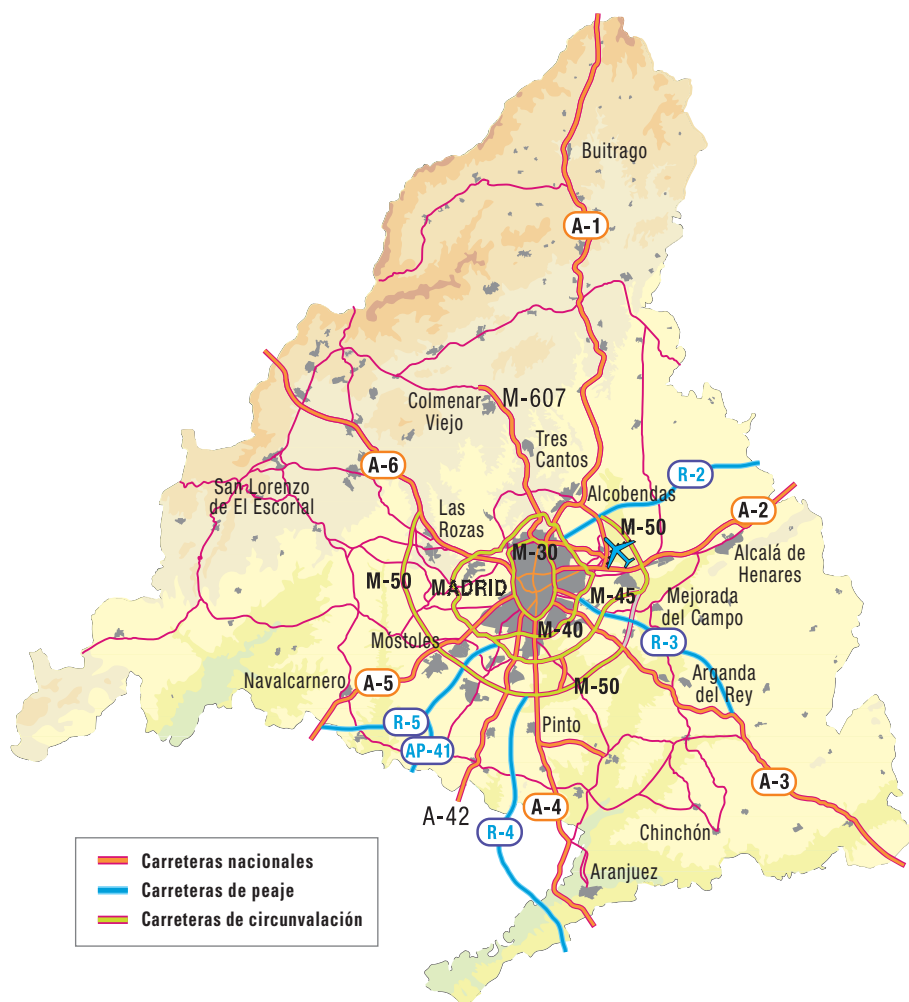 Buitrago
A-1
Colmenar
Viejo
M-607
Tres
Cantos
A-6
R-2
San Lorenzo
de El Escorial
Las
Rozas
Alcobendas
A-2
M-50
M-30
Alcalá de
Henares
M-50
MADRID
M-45
Mejorada
del Campo
Móstoles
M-40
R-3
Navalcarnero
A-5
M-50
Arganda
del Rey
R-5
Pinto
AP-41
A-3
A-42
A-4
R-4
Chinchón
Aranjuez
Carreteras nacionales
Carreteras de peaje
Carreteras de circunvalación